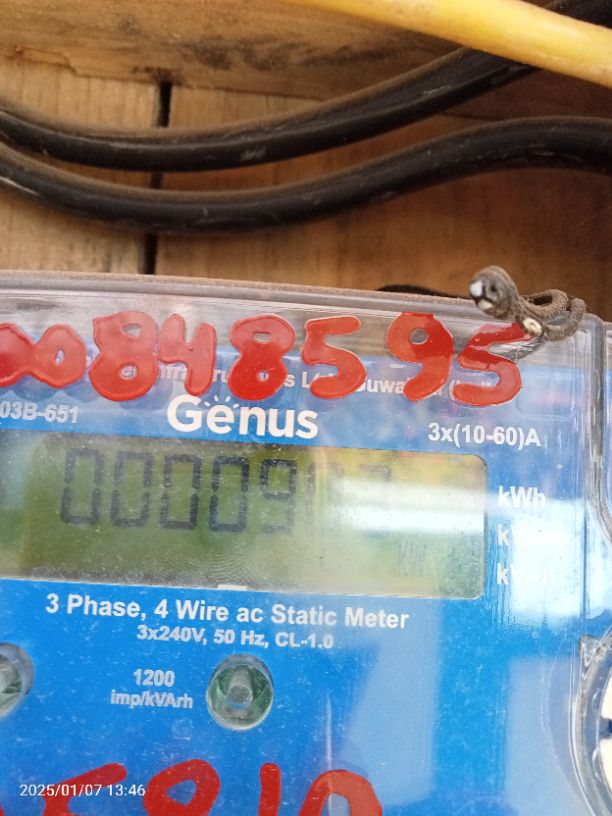 00848595
03B-651
Genus
3x(10-60)A
00009
kWh
3 Phase, 4 Wire ac Static Meter
3x240V, 50 Hz, CL-1.0
1200
imp/kVArh
2025/01/07 13:46